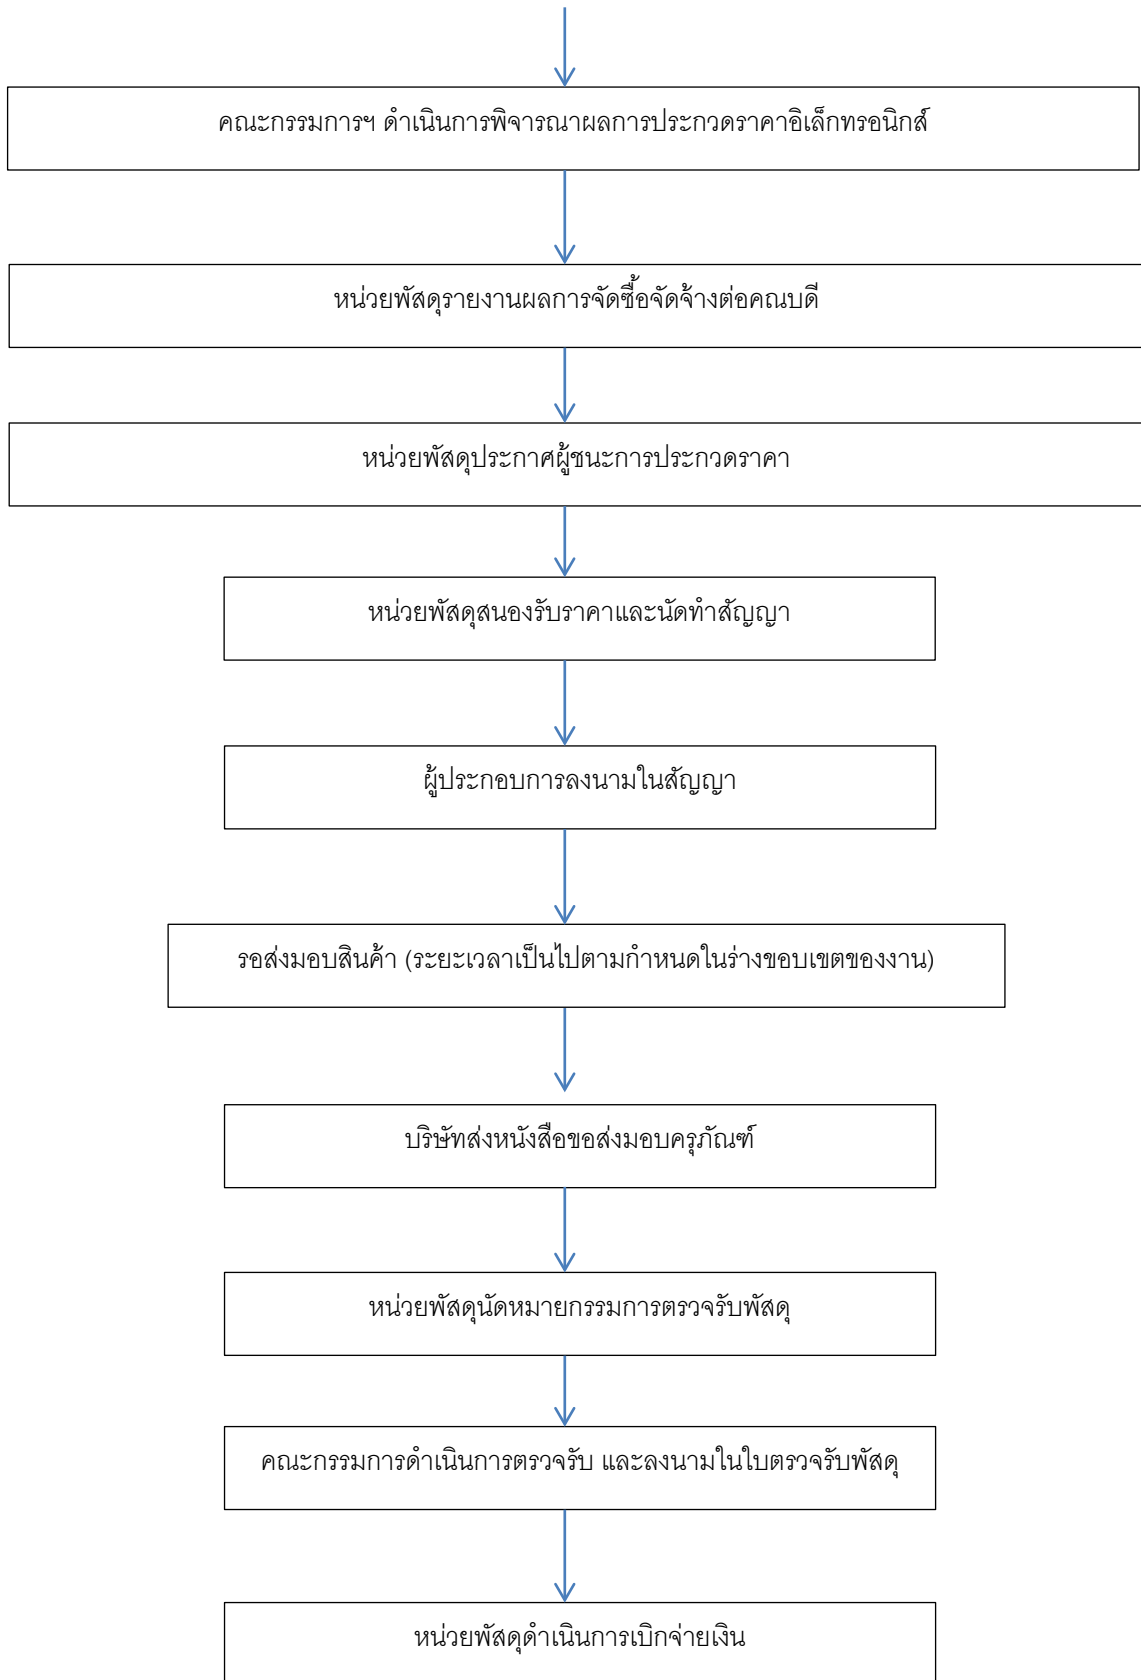 คณะกรรมการฯ ดำเนินการพิจารณาผลการประกวดราคาอิเล็กทรอนิกส์
หน่วยพัสดุรายงานผลการจัดซื้อจัดจ้างต่อคณบดี
หน่วยพัสดุประกาศผู้ชนะการประกวดราคา
หน่วยพัสดุสนองรับราคาและนัดทำสัญญา
ผู้ประกอบการลงนามในสัญญา
รอส่งมอบสินค้า (ระยะเวลาเป็นไปตามกำหนดในร่างขอบเขตของงาน)
บริษัทส่งหนังสือขอส่งมอบครุภัณฑ์
หน่วยพัสดุนัดหมายกรรมการตรวจรับพัสดุ
คณะกรรมการดำเนินการตรวจรับ และลงนามในใบตรวจรับพัสดุ
หน่วยพัสดุดำเนินการเบิกจ่ายเงิน